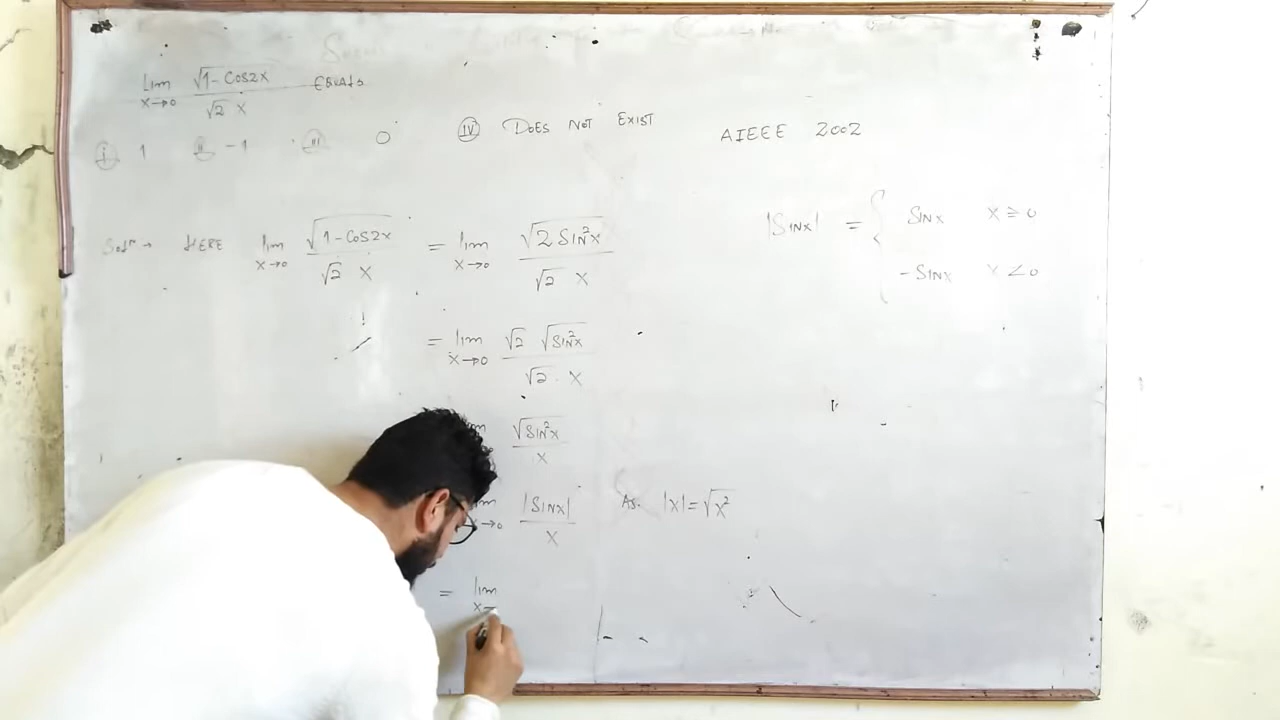 lim x→0 √(1-COS2X) / √2 X EQUALS
i 1 ii -1 iii 0 iv DOES NOT EXIST AIEEE 2002
|SINX| = { SINX X ≥ 0
-SINX X < 0
Solⁿ → HERE lim x→0 √(1-COS2X) / √2 X = lim x→0 √(2 SIN²X) / √2 X
= lim x→0 √2 √(SIN²X) / √2 . X
√(SIN²X) / X
x→0 |SINX| / X As. |X| = √X²
= lim x